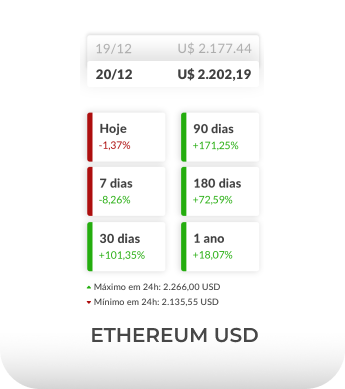 19/12 U$ 2.177.44
20/12 U$ 2.202,19
Hoje 90 dias
-1,37% +171,25%
7 dias 180 dias
-8,26% +72,59%
30 dias 1 ano
+101,35% +18,07%
Máximo em 24h: 2.266,00 USD
Mínimo em 24h: 2.135,55 USD
ETHEREUM USD